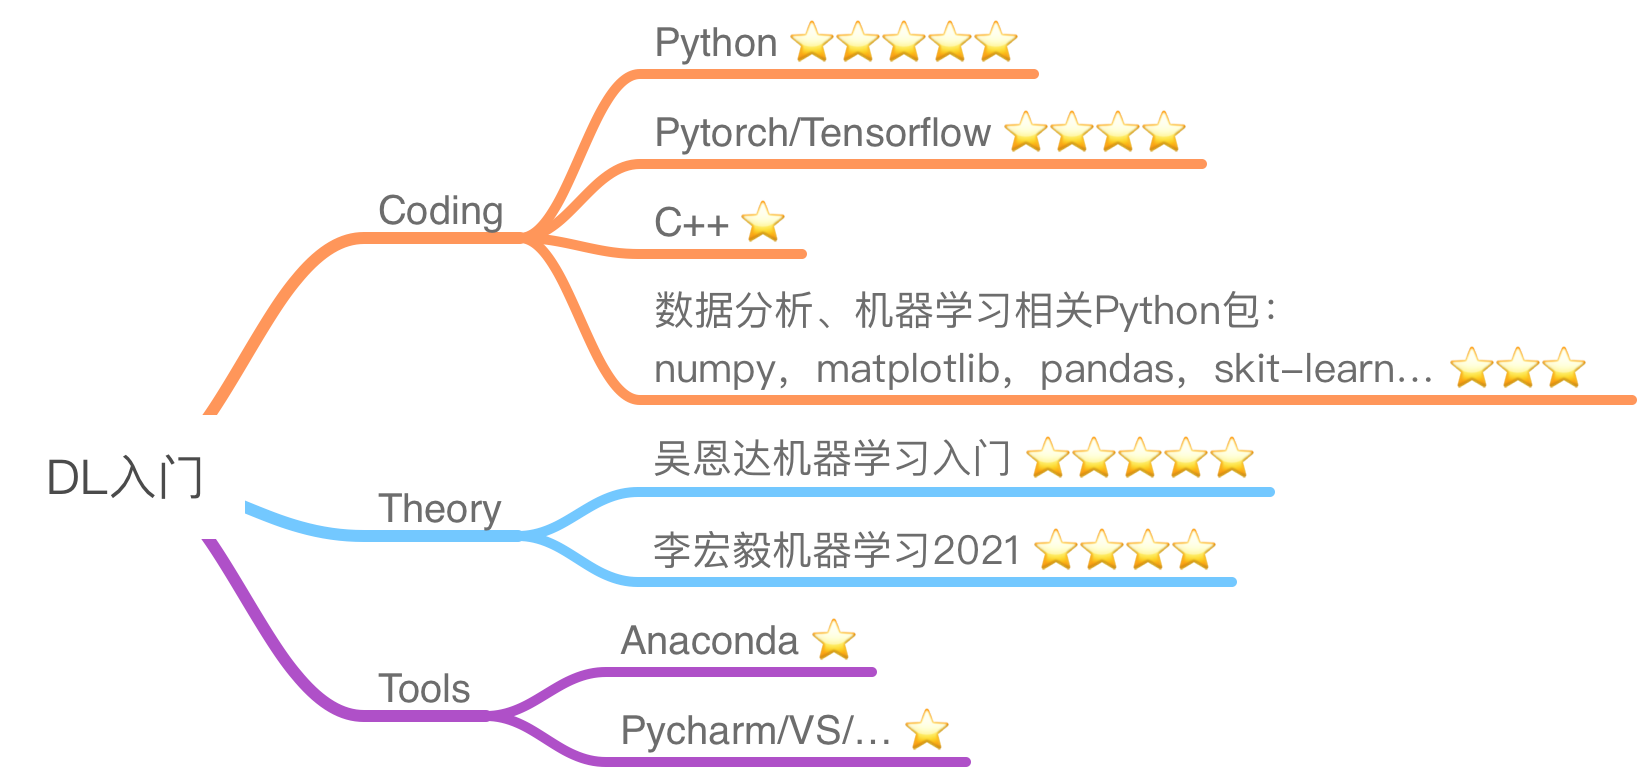 DL入门
Coding
Python ⭐⭐⭐⭐⭐
Pytorch/Tensorflow ⭐⭐⭐⭐
C++ ⭐
数据分析、机器学习相关Python包：
numpy，matplotlib，pandas，skit-learn... ⭐⭐⭐
Theory
吴恩达机器学习入门 ⭐⭐⭐⭐⭐
李宏毅机器学习2021 ⭐⭐⭐⭐
Tools
Anaconda ⭐
Pycharm/VS/... ⭐